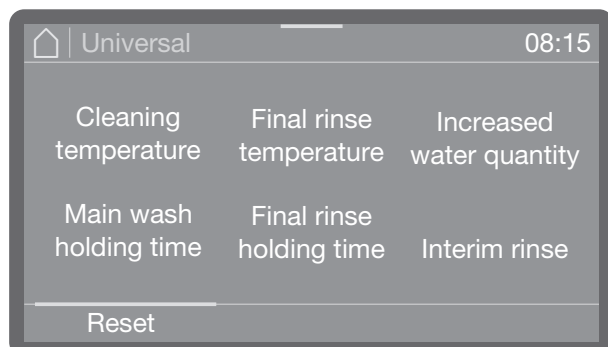 Universal 08:15
Cleaning temperature
Final rinse temperature
Increased water quantity
Main wash holding time
Final rinse holding time
Interim rinse
Reset